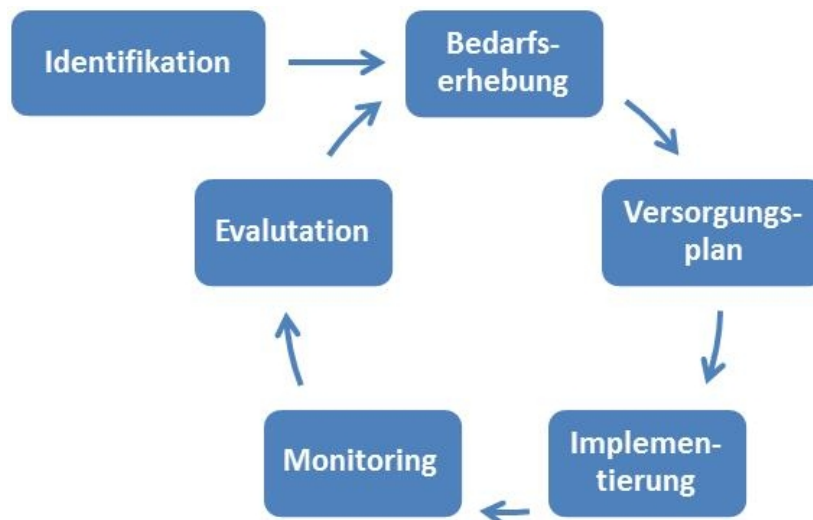 Identifikation
Bedarfs-
erhebung
Versorgungs-
plan
Implemen-
tierung
Monitoring
Evalutation